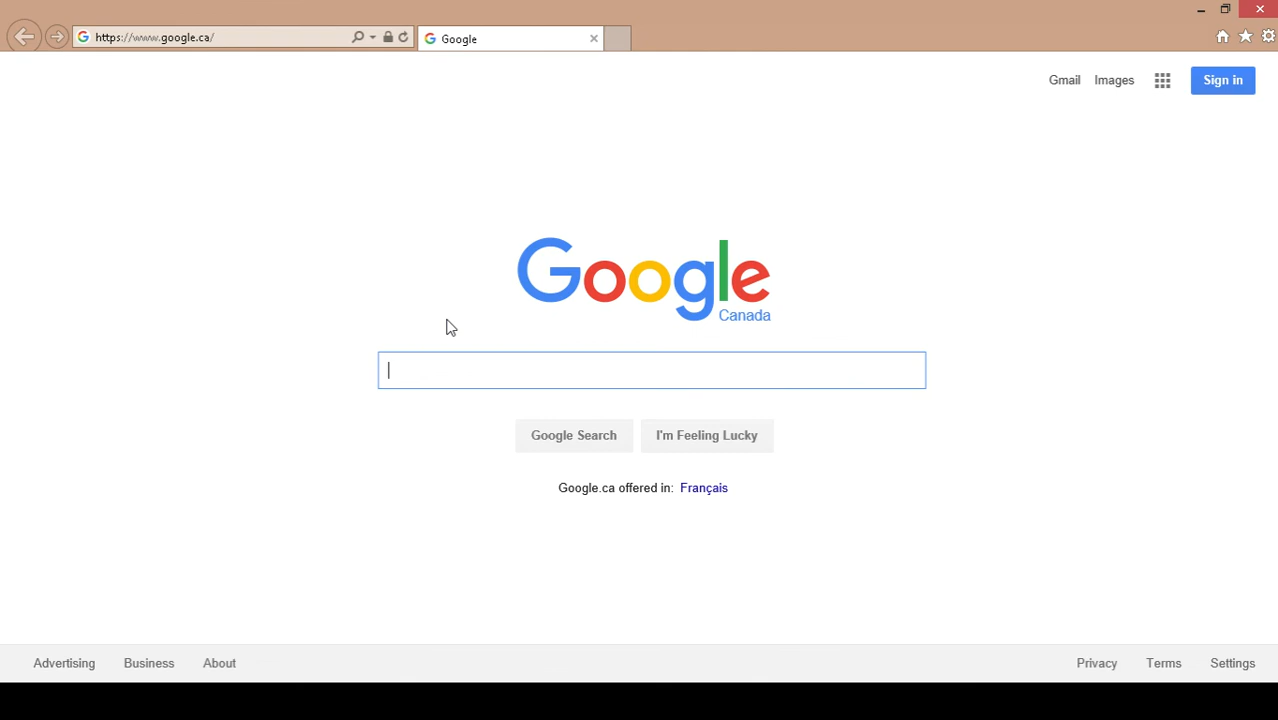 https://www.google.ca/
Google
Gmail Images Sign in
Google
Canada
Google Search I'm Feeling Lucky
Google.ca offered in: Français
Advertising Business About Privacy Terms Settings